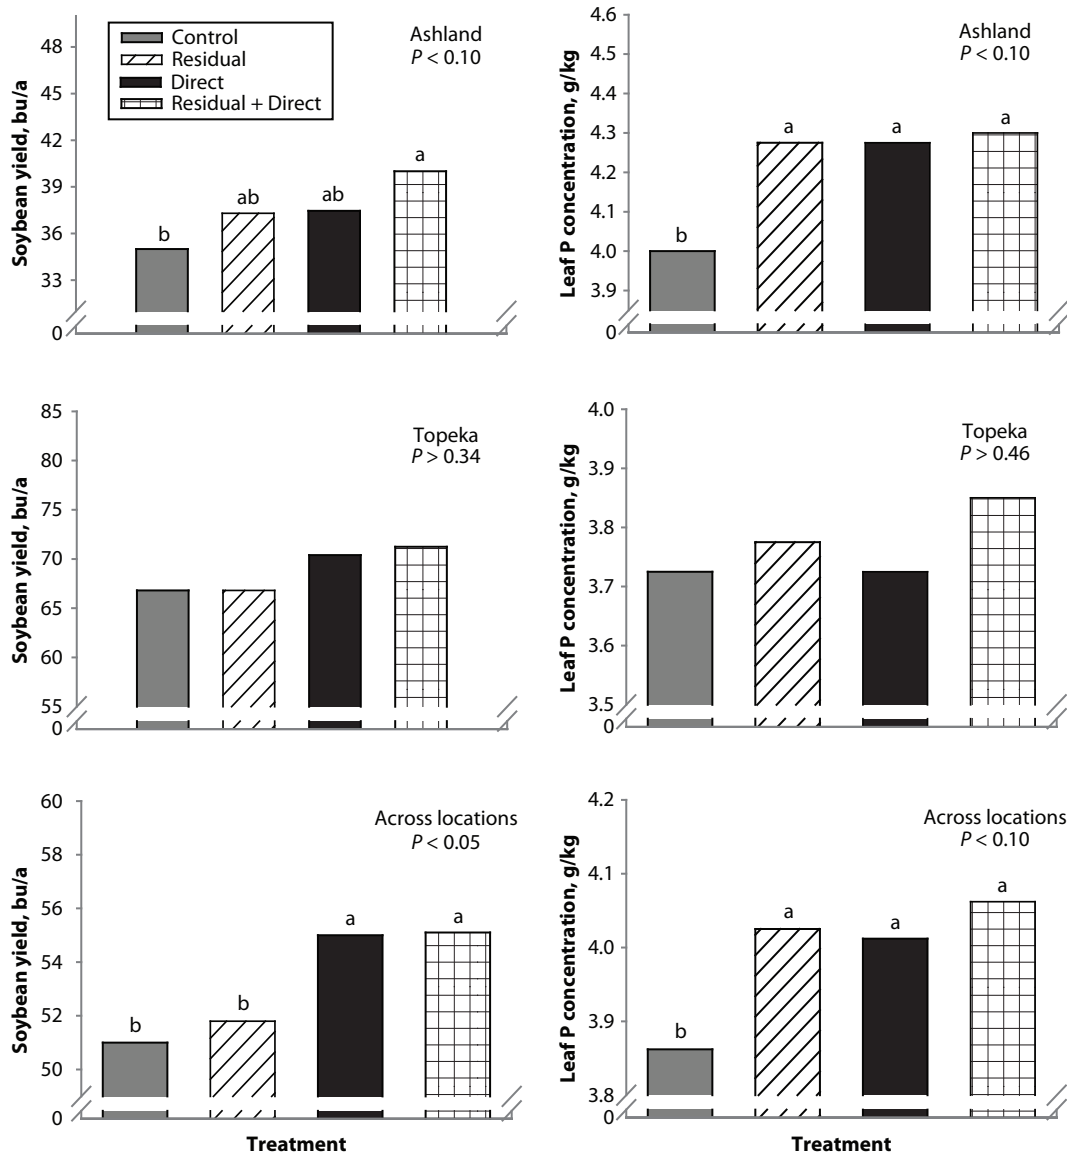 Soybean yield, bu/a
48
45
42
39
36
33
0
Control
Residual
Direct
Residual + Direct
Ashland
P < 0.10
b
ab
ab
a
Leaf P concentration, g/kg
4.6
4.5
4.4
4.3
4.2
4.1
4.0
3.9
0
Ashland
P < 0.10
b
a
a
a
Soybean yield, bu/a
85
80
75
70
65
60
55
0
Topeka
P > 0.34
Leaf P concentration, g/kg
4.0
3.9
3.8
3.7
3.6
3.5
0
Topeka
P > 0.46
Soybean yield, bu/a
60
58
56
54
52
50
0
Across locations
P < 0.05
b
b
a
a
Treatment
Leaf P concentration, g/kg
4.2
4.1
4.0
3.9
3.8
0
Across locations
P < 0.10
b
a
a
a
Treatment